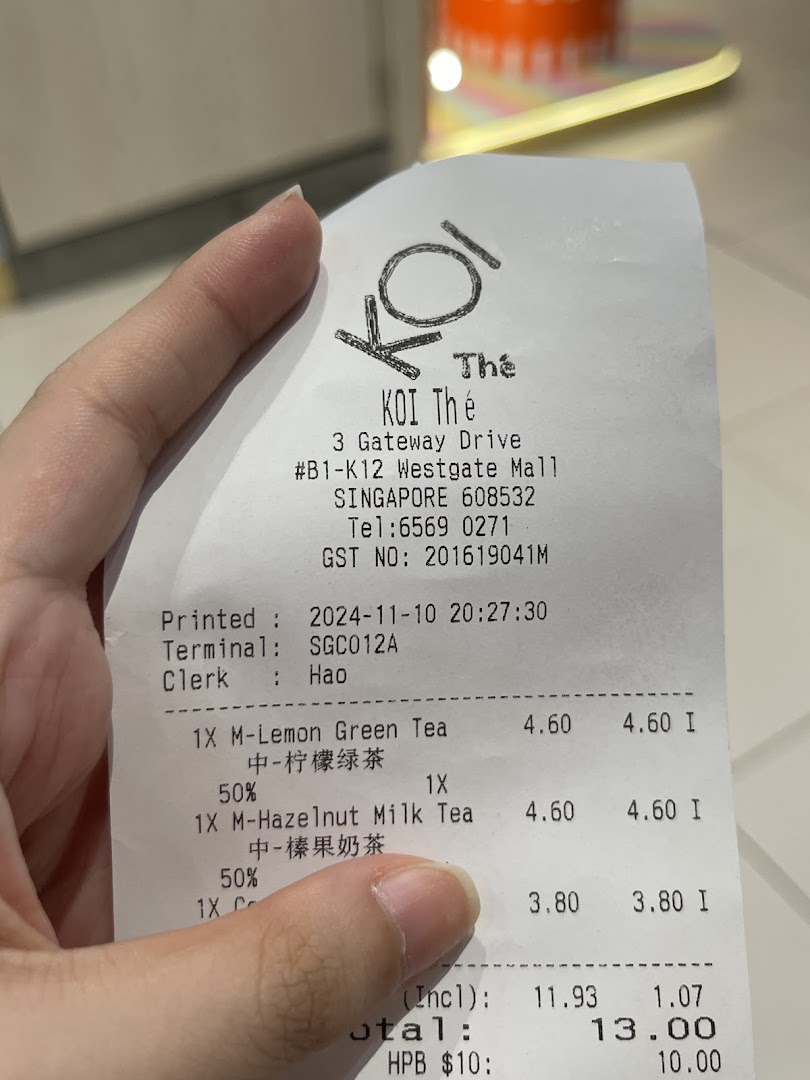 KOI
Thé
KOI Thé
3 Gateway Drive
#B1-K12 Westgate Mall
SINGAPORE 608532
Tel:6569 0271
GST NO: 201619041M
Printed : 2024-11-10 20:27:30
Terminal: SGC012A
Clerk : Hao
1X M-Lemon Green Tea 4.60 4.60 I
中-柠檬绿茶
50% 1X
1X M-Hazelnut Milk Tea 4.60 4.60 I
中-榛果奶茶
50%
1X 3.80 3.80 I
(Incl): 11.93 1.07
otal: 13.00
HPB $10: 10.00